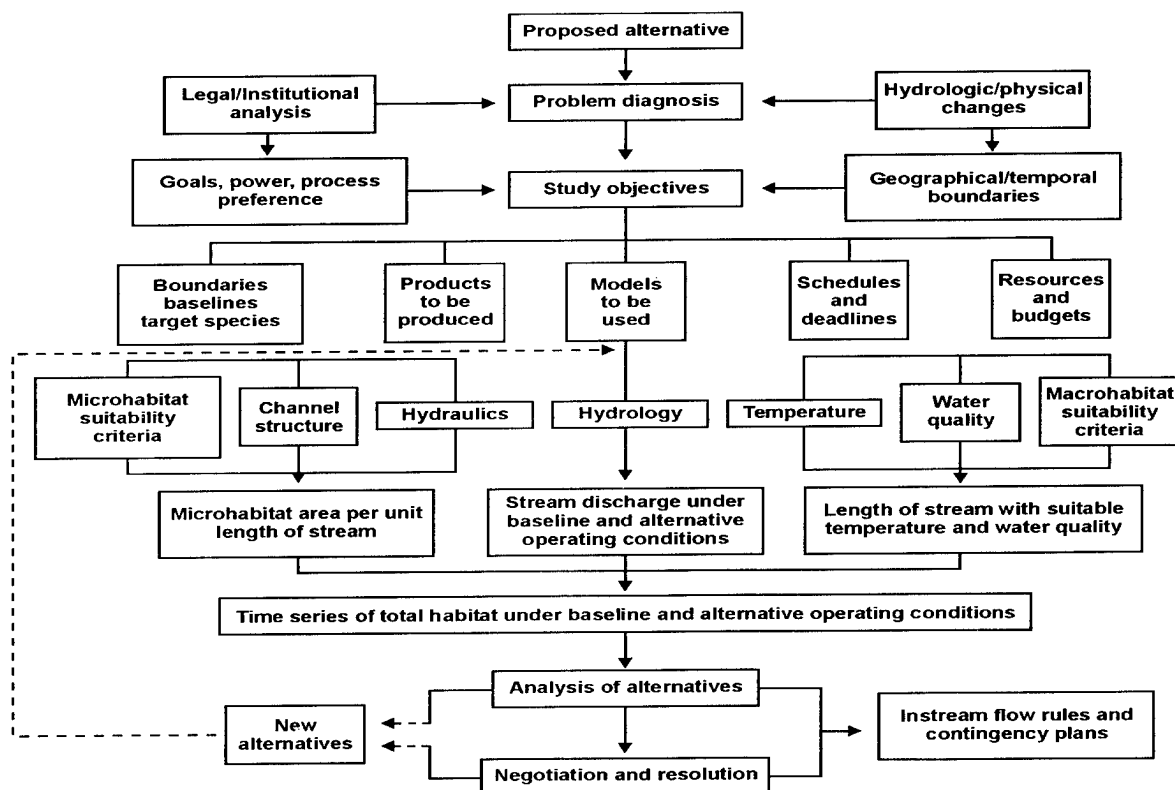 Proposed alternative
Legal/Institutional
analysis
Problem diagnosis
Hydrologic/physical
changes
Goals, power, process
preference
Study objectives
Geographical/temporal
boundaries
Boundaries
baselines
target species
Products
to be
produced
Models
to be
used
Schedules
and
deadlines
Resources
and
budgets
Microhabitat
suitability
criteria
Channel
structure
Hydraulics
Hydrology
Temperature
Water
quality
Macrohabitat
suitability
criteria
Microhabitat area per unit
length of stream
Stream discharge under
baseline and alternative
operating conditions
Length of stream with suitable
temperature and water quality
Time series of total habitat under baseline and alternative operating conditions
Analysis of alternatives
New
alternatives
Instream flow rules and
contingency plans
Negotiation and resolution